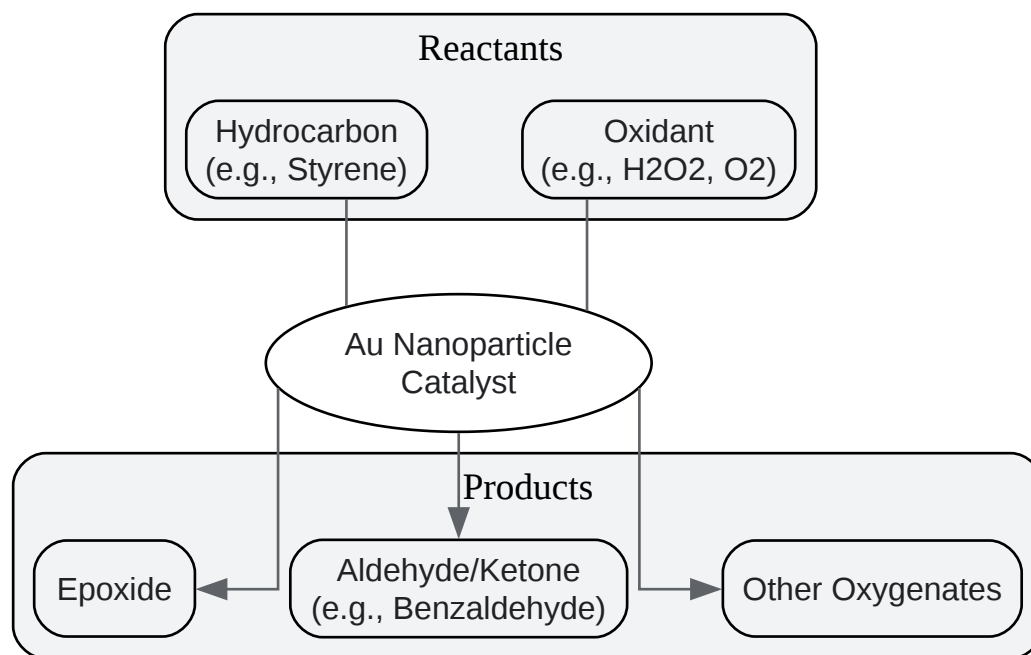 Reactants
Hydrocarbon
(e.g., Styrene)
Oxidant
(e.g., H2O2, O2)
Au Nanoparticle
Catalyst
Products
Epoxide
Aldehyde/Ketone
(e.g., Benzaldehyde)
Other Oxygenates